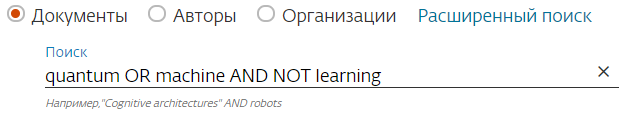 Документы Авторы Организации Расширенный поиск
Поиск
quantum OR machine AND NOT learning
Например,"Cognitive architectures" AND robots